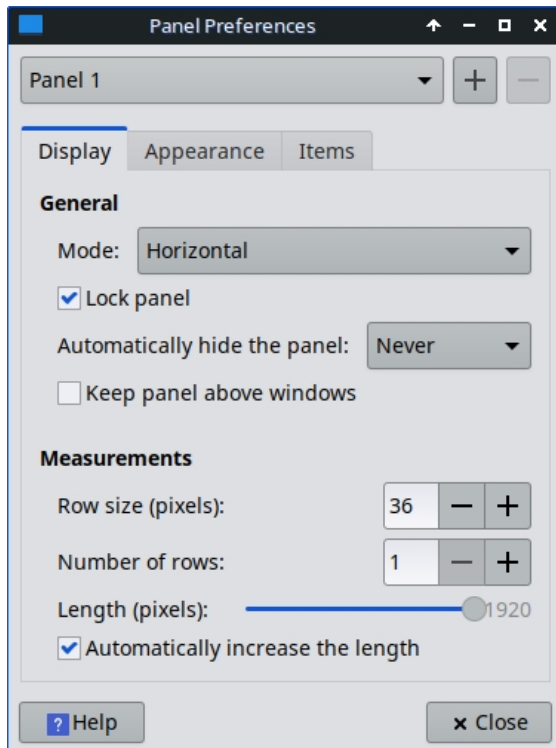 Panel Preferences
Panel 1
Display Appearance Items
General
Mode: Horizontal
Lock panel
Automatically hide the panel: Never
Keep panel above windows
Measurements
Row size (pixels): 36
Number of rows: 1
Length (pixels): 1920
Automatically increase the length
? Help × Close